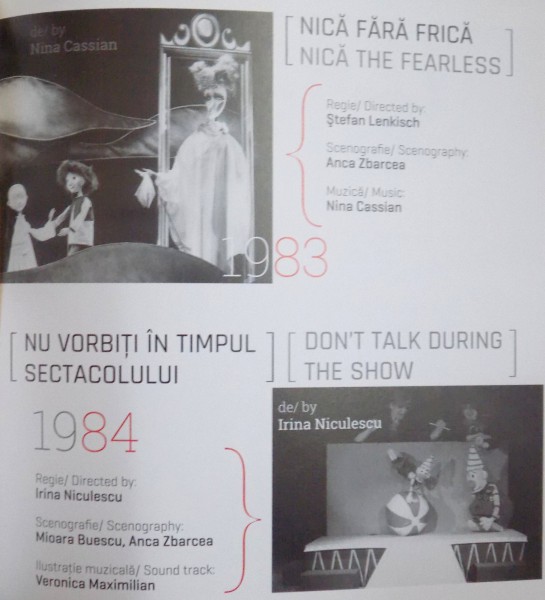 de/ by
Nina Cassian
NICĂ FĂRĂ FRICĂ
NICĂ THE FEARLESS
Regie/ Directed by:
Ştefan Lenkisch
Scenografie/ Scenography:
Anca Zbarcea
Muzică/ Music:
Nina Cassian
1983
NU VORBIȚI ÎN TIMPUL
SECTACOLULUI
DON'T TALK DURING
THE SHOW
1984
de/ by
Irina Niculescu
Regie/ Directed by:
Irina Niculescu
Scenografie/ Scenography:
Mioara Buescu, Anca Zbarcea
Ilustrație muzicală/ Sound track:
Veronica Maximilian